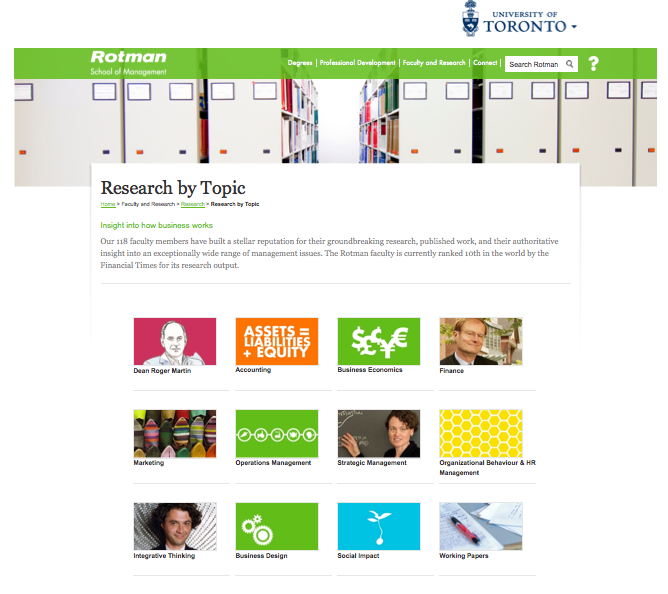 UNIVERSITY OF
TORONTO
Rotman
School of Management
Degrees | Professional Development | Faculty and Research | Connect |
Search Rotman
?
Research by Topic
Home > Faculty and Research > Research > Research by Topic
Insight into how business works
Our 118 faculty members have built a stellar reputation for their groundbreaking research, published work, and their authoritative
insight into an exceptionally wide range of management issues. The Rotman faculty is currently ranked 10th in the world by the
Financial Times for its research output.
ASSETS =
LIABILITIES
+ EQUITY
$£¥€
Dean Roger Martin
Accounting
Business Economics
Finance
Marketing
Operations Management
Strategic Management
Organizational Behaviour & HR
Management
Integrative Thinking
Business Design
Social Impact
Working Papers